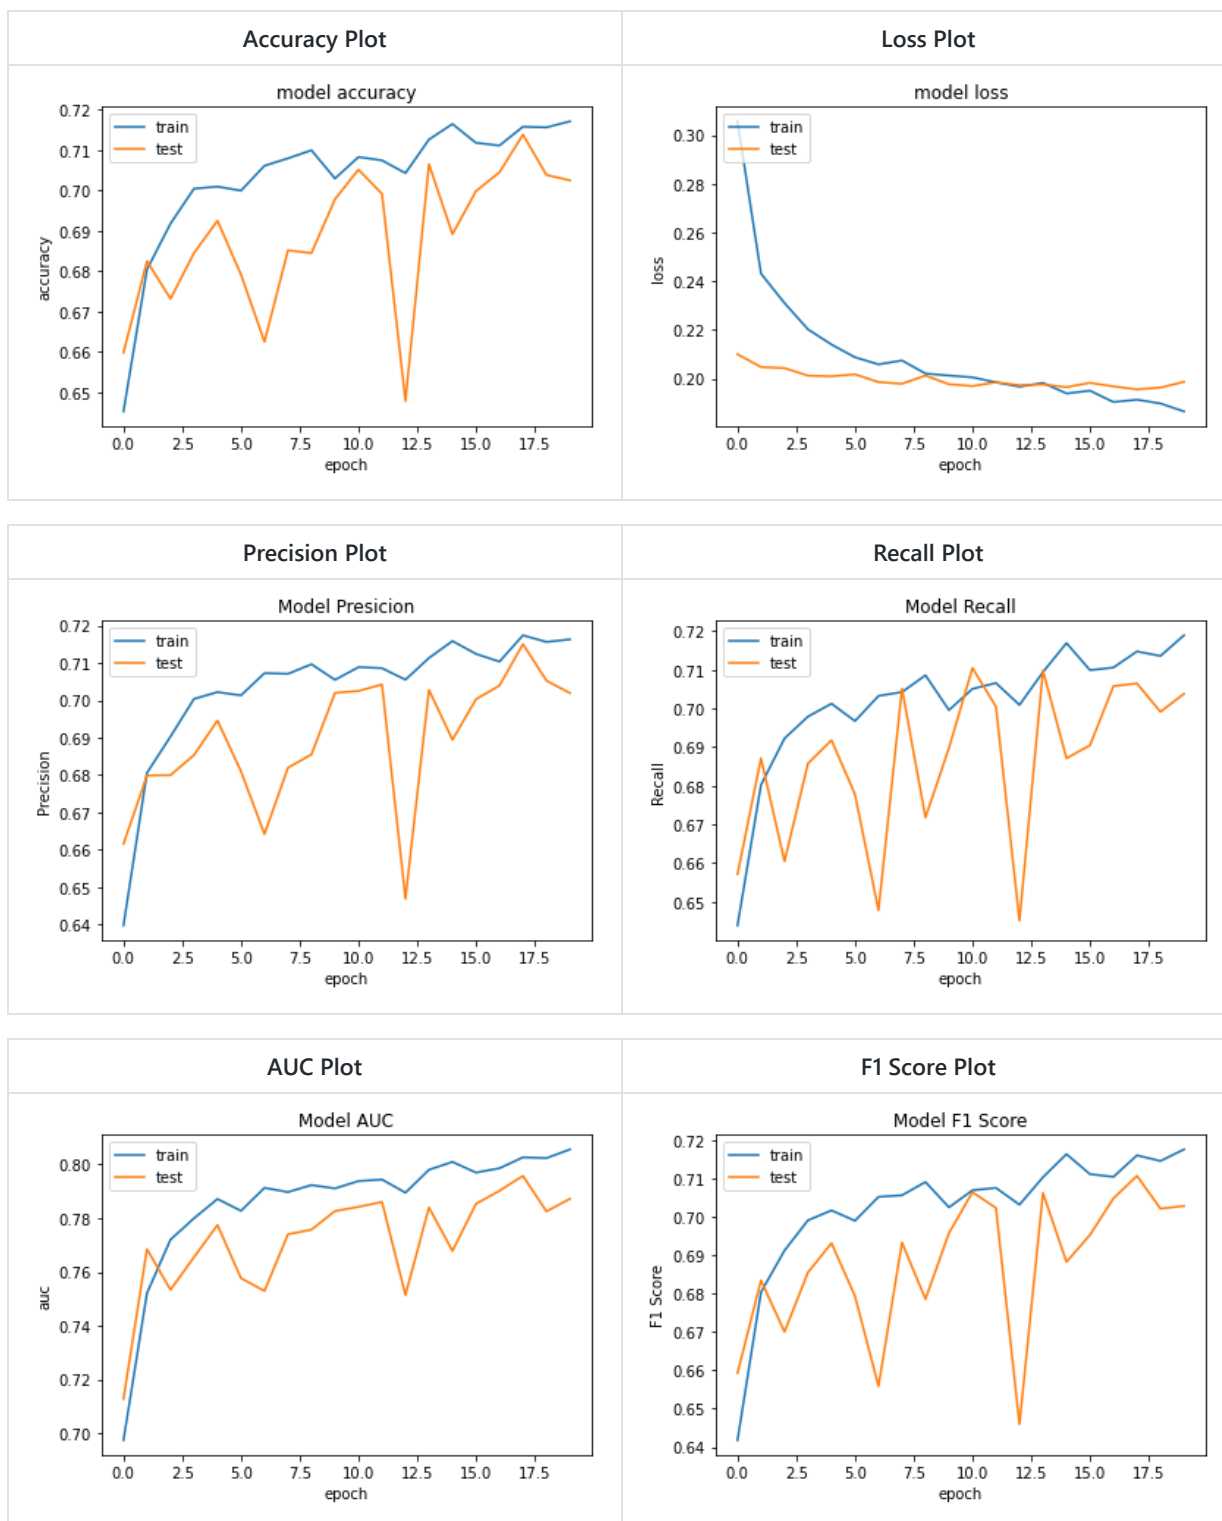 Accuracy Plot
Loss Plot
model accuracy
train
test
0.72
0.71
0.70
0.69
0.68
0.67
0.66
0.65
accuracy
0.0 2.5 5.0 7.5 10.0 12.5 15.0 17.5
epoch
model loss
train
test
0.30
0.28
0.26
0.24
0.22
0.20
loss
0.0 2.5 5.0 7.5 10.0 12.5 15.0 17.5
epoch
Precision Plot
Recall Plot
Model Presicion
train
test
0.72
0.71
0.70
0.69
0.68
0.67
0.66
0.65
0.64
Precision
0.0 2.5 5.0 7.5 10.0 12.5 15.0 17.5
epoch
Model Recall
train
test
0.72
0.71
0.70
0.69
0.68
0.67
0.66
0.65
Recall
0.0 2.5 5.0 7.5 10.0 12.5 15.0 17.5
epoch
AUC Plot
F1 Score Plot
Model AUC
train
test
0.80
0.78
0.76
0.74
0.72
0.70
auc
0.0 2.5 5.0 7.5 10.0 12.5 15.0 17.5
epoch
Model F1 Score
train
test
0.72
0.71
0.70
0.69
0.68
0.67
0.66
0.65
0.64
F1 Score
0.0 2.5 5.0 7.5 10.0 12.5 15.0 17.5
epoch